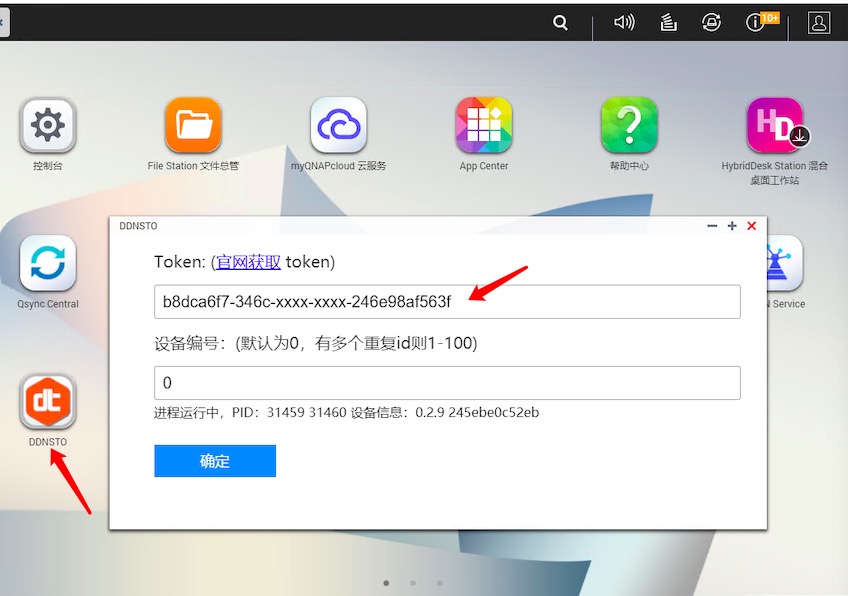 10+
控制台
File Station 文件总管
myQNAPcloud 云服务
App Center
帮助中心
HD
HybridDesk Station 混合
桌面工作站
Qsync Central
N Service
dt
DDNSTO
DDNSTO
Token: (官网获取 token)
b8dca6f7-346c-xxxx-xxxx-246e98af563f
设备编号：(默认为0，有多个重复id则1-100)
0
进程运行中，PID：31459 31460 设备信息：0.2.9 245ebe0c52eb
确定